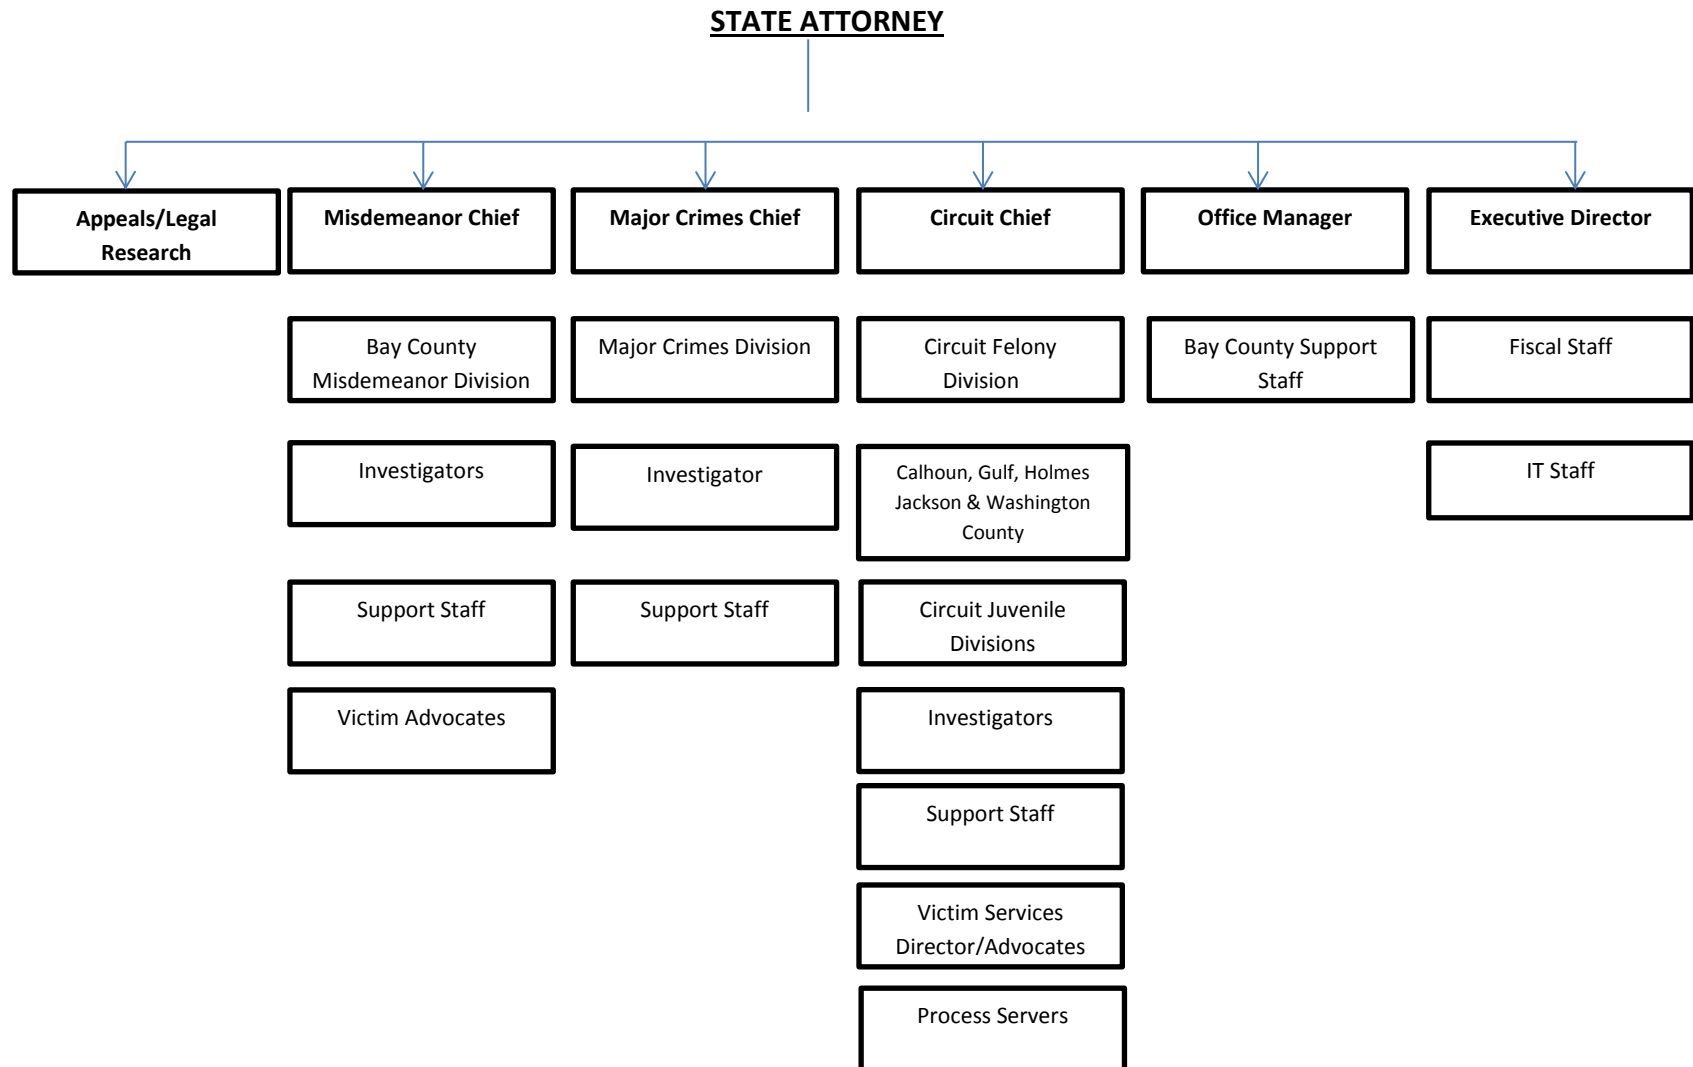 STATE ATTORNEY
Appeals/Legal
Research
Misdemeanor Chief
Major Crimes Chief
Circuit Chief
Office Manager
Executive Director
Bay County
Misdemeanor Division
Major Crimes Division
Circuit Felony
Division
Bay County Support
Staff
Fiscal Staff
Investigators
Investigator
Calhoun, Gulf, Holmes
Jackson & Washington
County
IT Staff
Support Staff
Support Staff
Circuit Juvenile
Divisions
Victim Advocates
Investigators
Support Staff
Victim Services
Director/Advocates
Process Servers